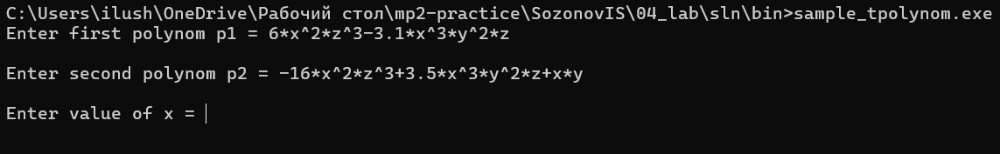 C:\Users\ilush\OneDrive\Рабочий стол\mp2-practice\SozonovIS\04_lab\sln\bin>sample_tpolynom.exe
Enter first polynom p1 = 6*x^2*z^3-3.1*x^3*y^2*z
Enter second polynom p2 = -16*x^2*z^3+3.5*x^3*y^2*z+x*y
Enter value of x =